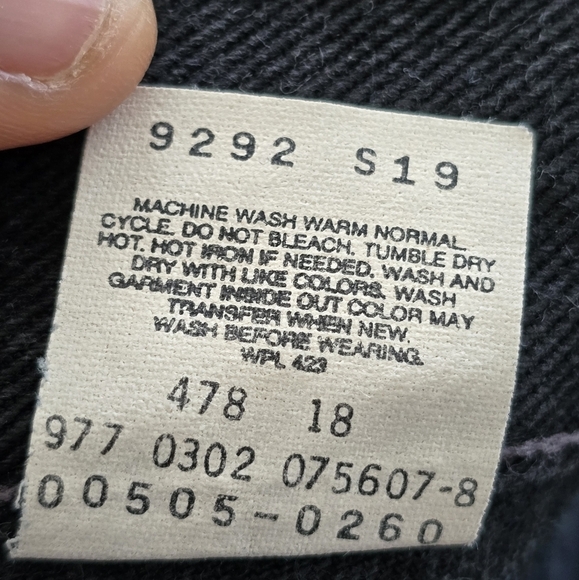 9292 S19
MACHINE WASH WARM NORMAL
CYCLE. DO NOT BLEACH. TUMBLE DRY
HOT. HOT IRON IF NEEDED. WASH AND
DRY WITH LIKE COLORS. WASH
GARMENT INSIDE OUT COLOR MAY
TRANSFER WHEN NEW.
WASH BEFORE WEARING.
WPL 423
478 18
977 0302 075607-8
00505-0260